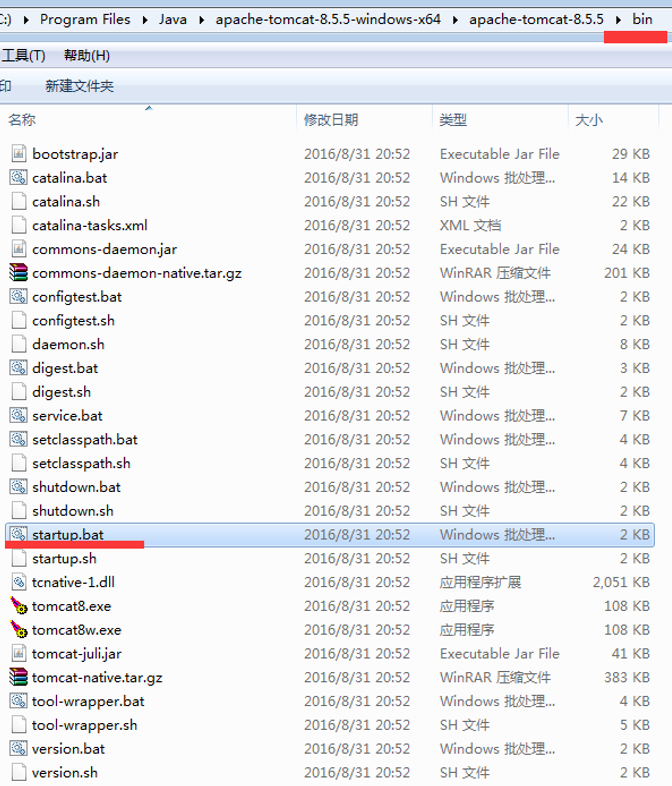 C:) ▸ Program Files ▸ Java ▸ apache-tomcat-8.5.5-windows-x64 ▸ apache-tomcat-8.5.5 ▸ bin
工具(T) 帮助(H)
印 新建文件夹
名称 修改日期 类型 大小
bootstrap.jar 2016/8/31 20:52 Executable Jar File 29 KB
catalina.bat 2016/8/31 20:52 Windows 批处理... 14 KB
catalina.sh 2016/8/31 20:52 SH 文件 22 KB
catalina-tasks.xml 2016/8/31 20:52 XML 文档 2 KB
commons-daemon.jar 2016/8/31 20:52 Executable Jar File 24 KB
commons-daemon-native.tar.gz 2016/8/31 20:52 WinRAR 压缩文件 201 KB
configtest.bat 2016/8/31 20:52 Windows 批处理... 2 KB
configtest.sh 2016/8/31 20:52 SH 文件 2 KB
daemon.sh 2016/8/31 20:52 SH 文件 8 KB
digest.bat 2016/8/31 20:52 Windows 批处理... 3 KB
digest.sh 2016/8/31 20:52 SH 文件 2 KB
service.bat 2016/8/31 20:52 Windows 批处理... 7 KB
setclasspath.bat 2016/8/31 20:52 Windows 批处理... 4 KB
setclasspath.sh 2016/8/31 20:52 SH 文件 4 KB
shutdown.bat 2016/8/31 20:52 Windows 批处理... 2 KB
shutdown.sh 2016/8/31 20:52 SH 文件 2 KB
startup.bat 2016/8/31 20:52 Windows 批处理... 2 KB
startup.sh 2016/8/31 20:52 SH 文件 2 KB
tcnative-1.dll 2016/8/31 20:52 应用程序扩展 2,051 KB
tomcat8.exe 2016/8/31 20:52 应用程序 108 KB
tomcat8w.exe 2016/8/31 20:52 应用程序 108 KB
tomcat-juli.jar 2016/8/31 20:52 Executable Jar File 41 KB
tomcat-native.tar.gz 2016/8/31 20:52 WinRAR 压缩文件 383 KB
tool-wrapper.bat 2016/8/31 20:52 Windows 批处理... 4 KB
tool-wrapper.sh 2016/8/31 20:52 SH 文件 5 KB
version.bat 2016/8/31 20:52 Windows 批处理... 2 KB
version.sh 2016/8/31 20:52 SH 文件 2 KB